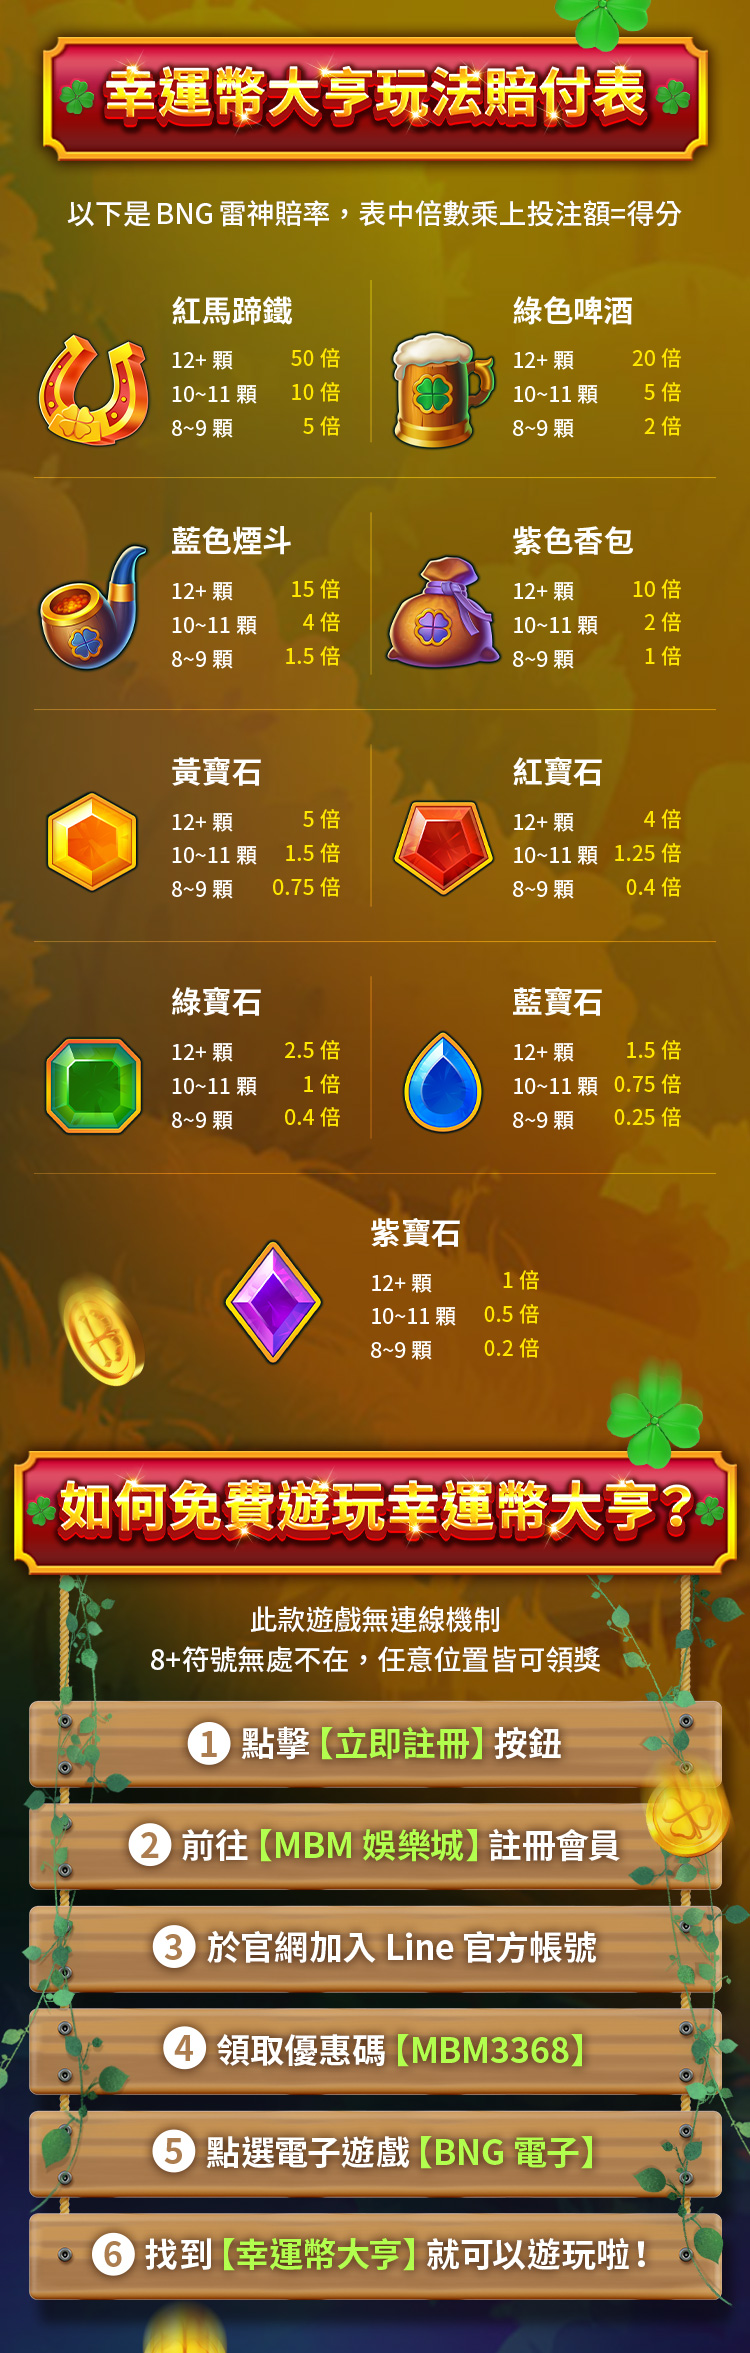 幸運幣大亨玩法賠付表
以下是BNG雷神賠率，表中倍數乘上投注額=得分
紅馬蹄鐵
12+ 顆 50 倍
10~11 顆 10 倍
8~9 顆 5 倍
綠色啤酒
12+ 顆 20 倍
10~11 顆 5 倍
8~9 顆 2 倍
藍色煙斗
12+ 顆 15 倍
10~11 顆 4 倍
8~9 顆 1.5 倍
紫色香包
12+ 顆 10 倍
10~11 顆 2 倍
8~9 顆 1 倍
黃寶石
12+ 顆 5 倍
10~11 顆 1.5 倍
8~9 顆 0.75 倍
紅寶石
12+ 顆 4 倍
10~11 顆 1.25 倍
8~9 顆 0.4 倍
綠寶石
12+ 顆 2.5 倍
10~11 顆 1 倍
8~9 顆 0.4 倍
藍寶石
12+ 顆 1.5 倍
10~11 顆 0.75 倍
8~9 顆 0.25 倍
紫寶石
12+ 顆 1 倍
10~11 顆 0.5 倍
8~9 顆 0.2 倍
如何免費遊玩幸運幣大亨？
此款遊戲無連線機制
8+符號無處不在，任意位置皆可領獎
1 點擊【立即註冊】按鈕
2 前往【MBM 娛樂城】註冊會員
3 於官網加入 Line 官方帳號
4 領取優惠碼【MBM3368】
5 點選電子遊戲【BNG 電子】
6 找到【幸運幣大亨】就可以遊玩啦！